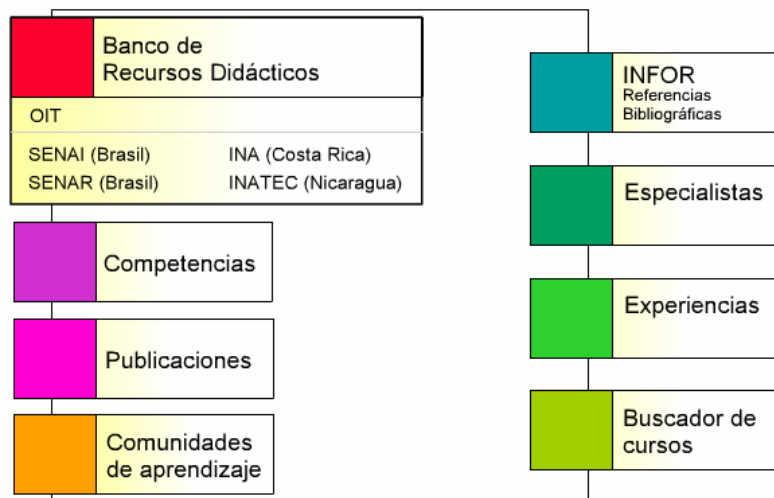 Banco de
Recursos Didácticos
OIT
SENAI (Brasil) INA (Costa Rica)
SENAR (Brasil) INATEC (Nicaragua)
Competencias
Publicaciones
Comunidades
de aprendizaje
INFOR
Referencias
Bibliográficas
Especialistas
Experiencias
Buscador de
cursos